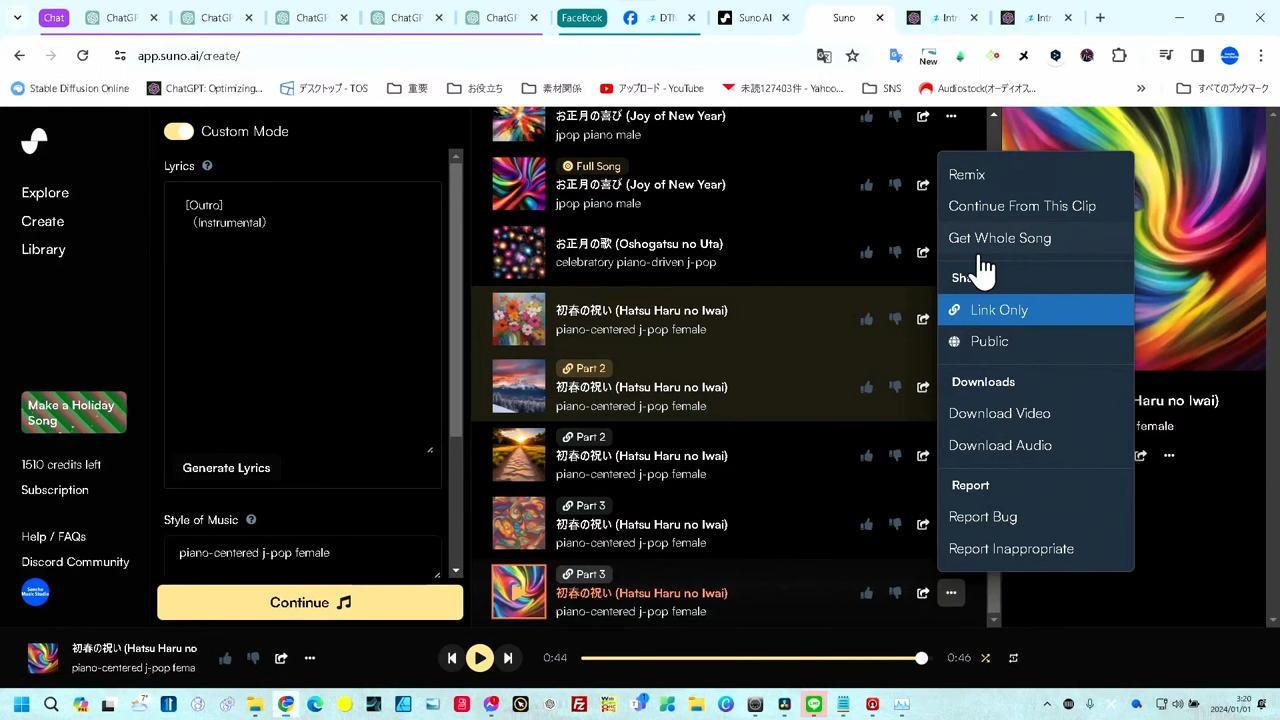 Chat
ChatGP
ChatGP
ChatGP
ChatGP
ChatGP
FaceBook
DTM
Suno AI
Suno
Intr
Intr
app.suno.ai/create/
New
Stable Diffusion Online
ChatGPT: Optimizing...
デスクトップ - TOS
重要
お役立ち
素材関係
アップロード - YouTube
未読127403件 - Yahoo...
SNS
Audiostock(オーディオス...
すべてのブックマーク
Explore
Create
Library
Make a Holiday
Song
1510 credits left
Subscription
Help / FAQs
Discord Community
Custom Mode
Lyrics
[Outro]
(Instrumental)
Generate Lyrics
Style of Music
piano-centered j-pop female
Continue
お正月の喜び (Joy of New Year)
jpop piano male
Full Song
お正月の喜び (Joy of New Year)
jpop piano male
お正月の歌 (Oshogatsu no Uta)
celebratory piano-driven j-pop
初春の祝い (Hatsu Haru no Iwai)
piano-centered j-pop female
Part 2
初春の祝い (Hatsu Haru no Iwai)
piano-centered j-pop female
Part 2
初春の祝い (Hatsu Haru no Iwai)
piano-centered j-pop female
Part 3
初春の祝い (Hatsu Haru no Iwai)
piano-centered j-pop female
Part 3
初春の祝い (Hatsu Haru no Iwai)
piano-centered j-pop female
Remix
Continue From This Clip
Get Whole Song
Sha
Link Only
Public
Downloads
Download Video
Download Audio
Report
Report Bug
Report Inappropriate
Haru no Iwai)
female
初春の祝い (Hatsu Haru no
piano-centered j-pop fema
0:44
0:46
3:20
2024/01/01